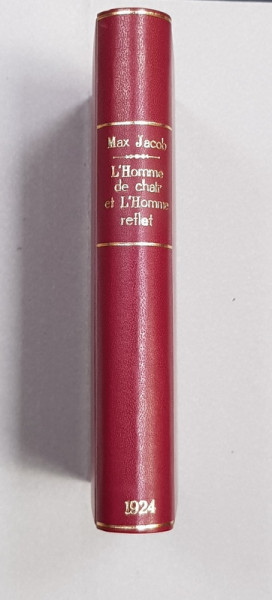 Max Jacob
L'Homme
de chair
et L'Homme
reflet
1924